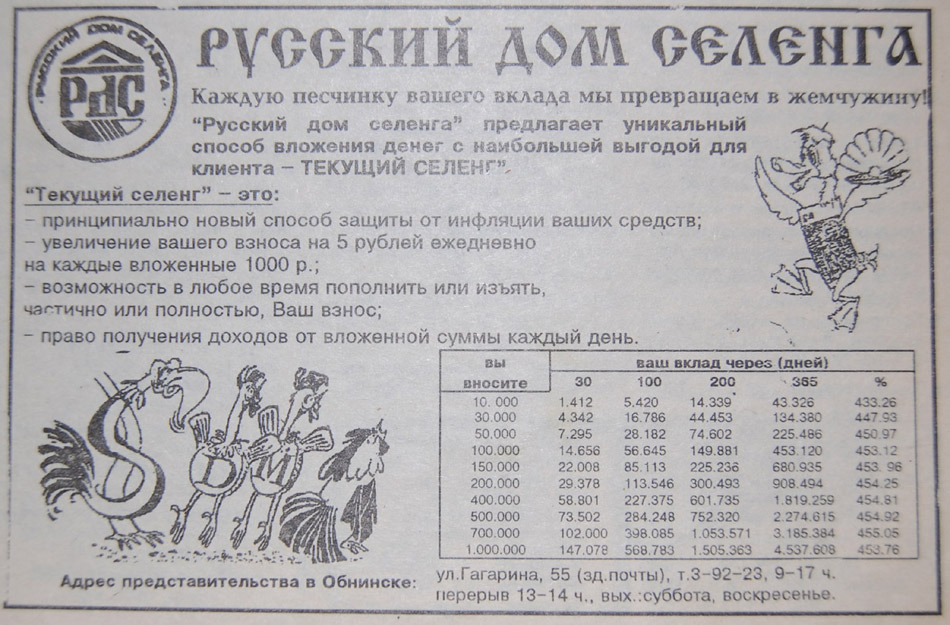 РУССКИЙ ДОМ СЕЛЕНГА
РДС
РУССКИЙ ДОМ СЕЛЕНГА
Каждую песчинку вашего вклада мы превращаем в жемчужину!
“Русский дом селенга” предлагает уникальный
способ вложения денег с наибольшей выгодой для
клиента – ТЕКУЩИЙ СЕЛЕНГ”.
“Текущий селенг” – это:
– принципиально новый способ защиты от инфляции ваших средств;
– увеличение вашего взноса на 5 рублей ежедневно
на каждые вложенные 1000 р.;
– возможность в любое время пополнить или изъять,
частично или полностью, Ваш взнос;
– право получения доходов от вложенной суммы каждый день.
вы вносите ваш вклад через (дней)
30 100 200 365 %
10.000 1.412 5.420 14.339 43.326 433.26
30.000 4.342 16.786 44.453 134.380 447.93
50.000 7.295 28.182 74.602 225.486 450.97
100.000 14.656 56.645 149.881 453.120 453.12
150.000 22.008 85.113 225.236 680.935 453.96
200.000 29.378 113.546 300.493 908.494 454.25
400.000 58.801 227.375 601.735 1.819.259 454.81
500.000 73.502 284.248 752.320 2.274.615 454.92
700.000 102.000 398.085 1.053.571 3.185.384 455.05
1.000.000 147.078 568.783 1.505.363 4.537.608 453.76
Адрес представительства в Обнинске: ул.Гагарина, 55 (зд.почты), т.3-92-23, 9-17 ч.
перерыв 13-14 ч., вых.:суббота, воскресенье.